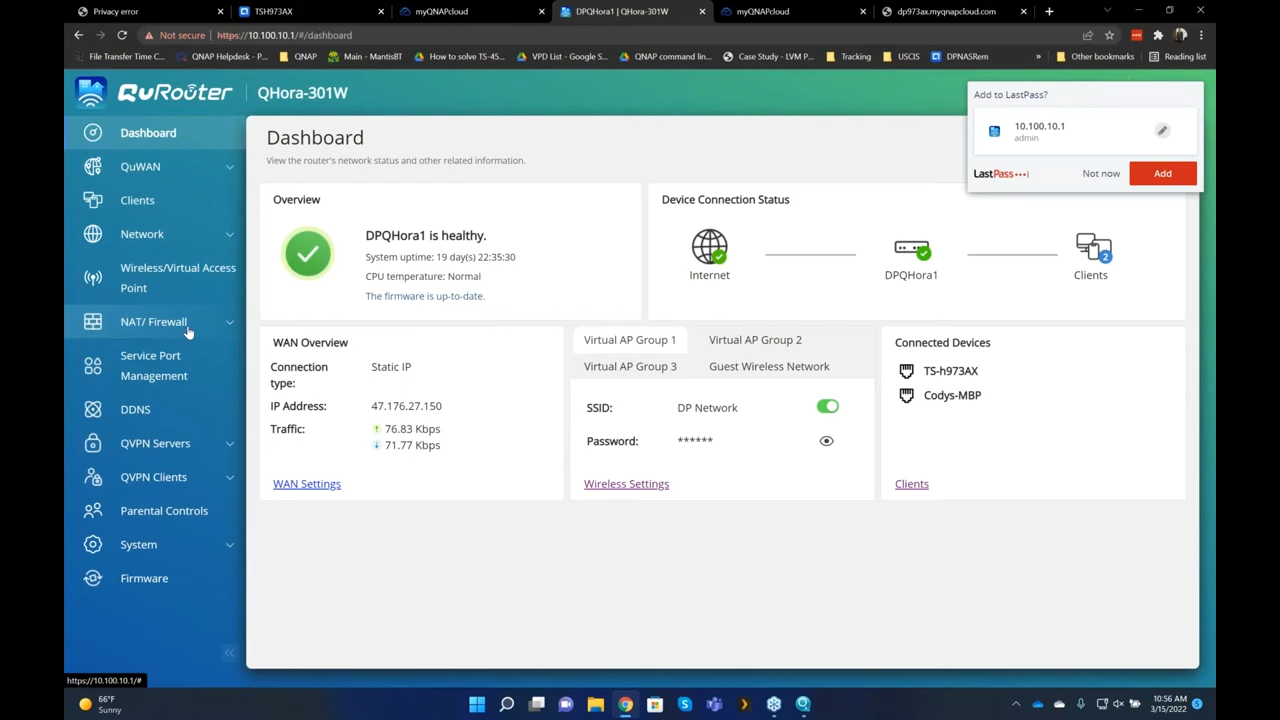 Privacy error
TSH973AX
myQNAPcloud
DPQHora1 | QHora-301W
myQNAPcloud
dp973ax.myqnapcloud.com
Not secure
https://10.100.10.1/#/dashboard
File Transfer Time C...
QNAP Helpdesk - P...
QNAP
Main - MantisBT
How to solve TS-45...
VPD List - Google S...
QNAP command lin...
Case Study - LVM P...
Tracking
USCIS
DPNASRem
»
Other bookmarks
Reading list
QuRouter
QHora-301W
Add to LastPass?
10.100.10.1
admin
LastPass
Not now
Add
Dashboard
QuWAN
Clients
Network
Wireless/Virtual Access
Point
NAT/ Firewall
Service Port
Management
DDNS
QVPN Servers
QVPN Clients
Parental Controls
System
Firmware
Dashboard
View the router's network status and other related information.
Overview
DPQHora1 is healthy.
System uptime: 19 day(s) 22:35:30
CPU temperature: Normal
The firmware is up-to-date.
Device Connection Status
Internet
DPQHora1
2
Clients
WAN Overview
Connection
type:
Static IP
IP Address:
47.176.27.150
Traffic:
76.83 Kbps
71.77 Kbps
WAN Settings
Virtual AP Group 1
Virtual AP Group 2
Virtual AP Group 3
Guest Wireless Network
SSID:
DP Network
Password:
******
Wireless Settings
Connected Devices
TS-h973AX
Codys-MBP
Clients
https://10.100.10.1/#
66°F
Sunny
10:56 AM
3/15/2022
5